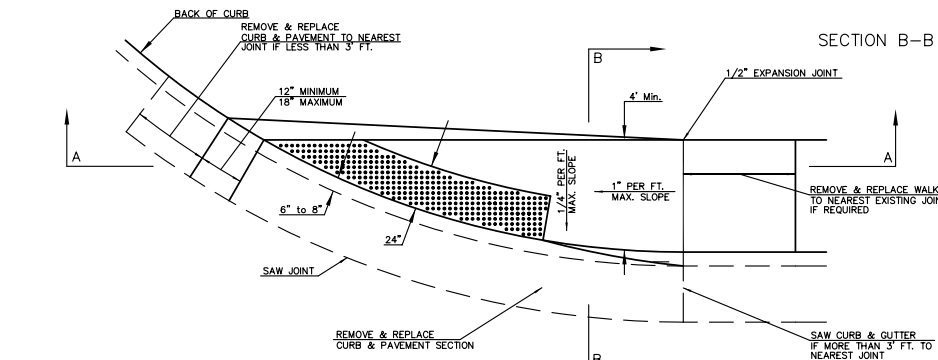 BACK OF CURB
REMOVE & REPLACE
CURB & PAVEMENT TO NEAREST
JOINT IF LESS THAN 3' FT.
SECTION B-B
B
1/2" EXPANSION JOINT
12" MINIMUM
18" MAXIMUM
4' Min.
A
A
1/4" PER FT.
MAX. SLOPE
1" PER FT.
MAX. SLOPE
REMOVE & REPLACE WALK
TO NEAREST EXISTING
IF REQUIRED
6" to 8"
24"
SAW JOINT
REMOVE & REPLACE
CURB & PAVEMENT SECTION
SAW CURB & GUTTER
IF MORE THAN 3' FT. TO
NEAREST JOINT
B